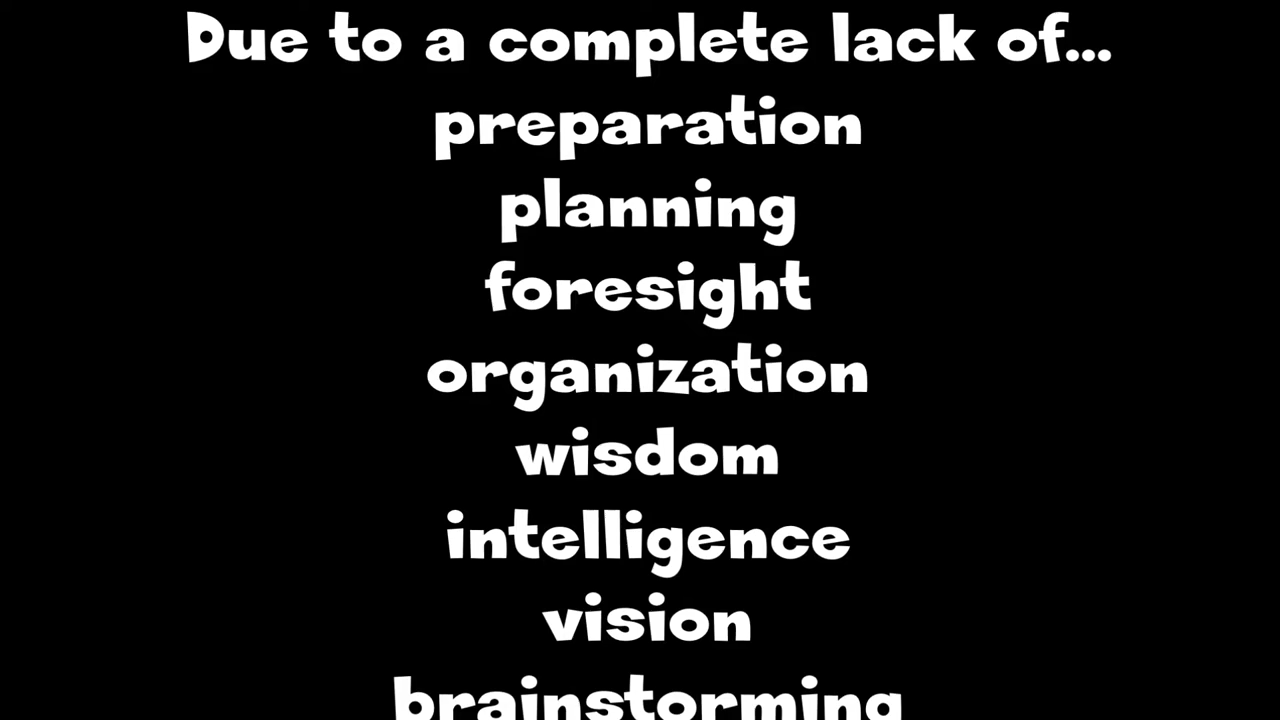 Due to a complete lack of...
preparation
planning
foresight
organization
wisdom
intelligence
vision
brainstorming